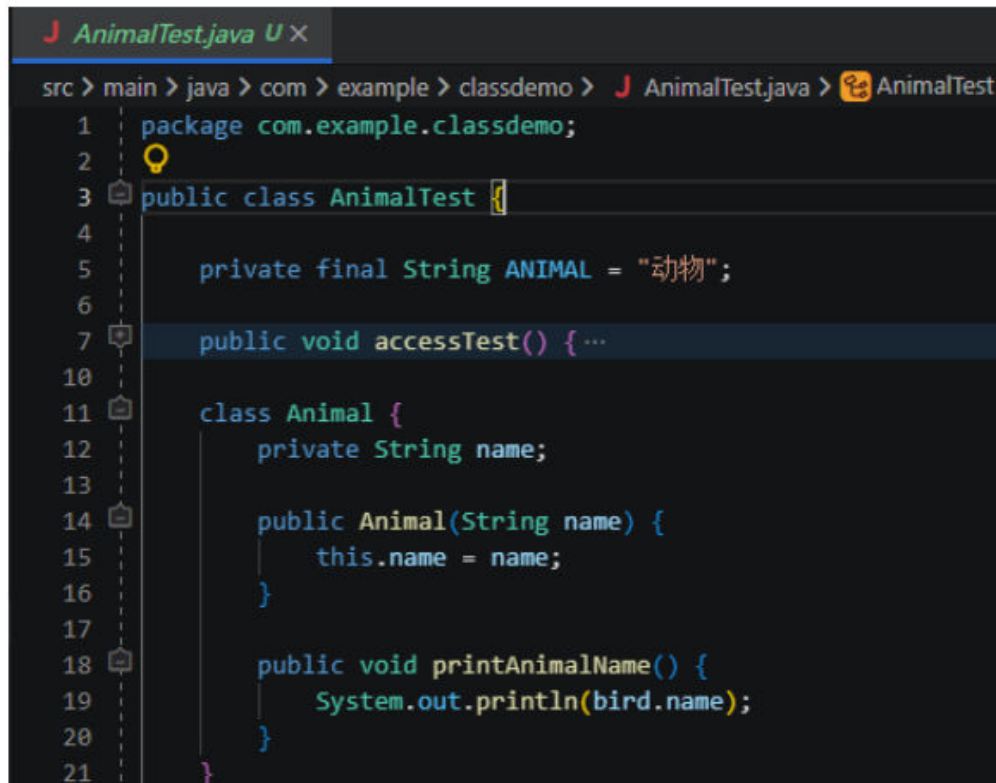 AnimalTest.java U ×
src > main > java > com > example > classdemo > J AnimalTest.java > AnimalTest
1 package com.example.classdemo;
2
3 public class AnimalTest {
4
5 private final String ANIMAL = "动物";
6
7 public void accessTest() { ···
10
11 class Animal {
12 private String name;
13
14 public Animal(String name) {
15 this.name = name;
16 }
17
18 public void printAnimalName() {
19 System.out.println(bird.name);
20 }
21 }